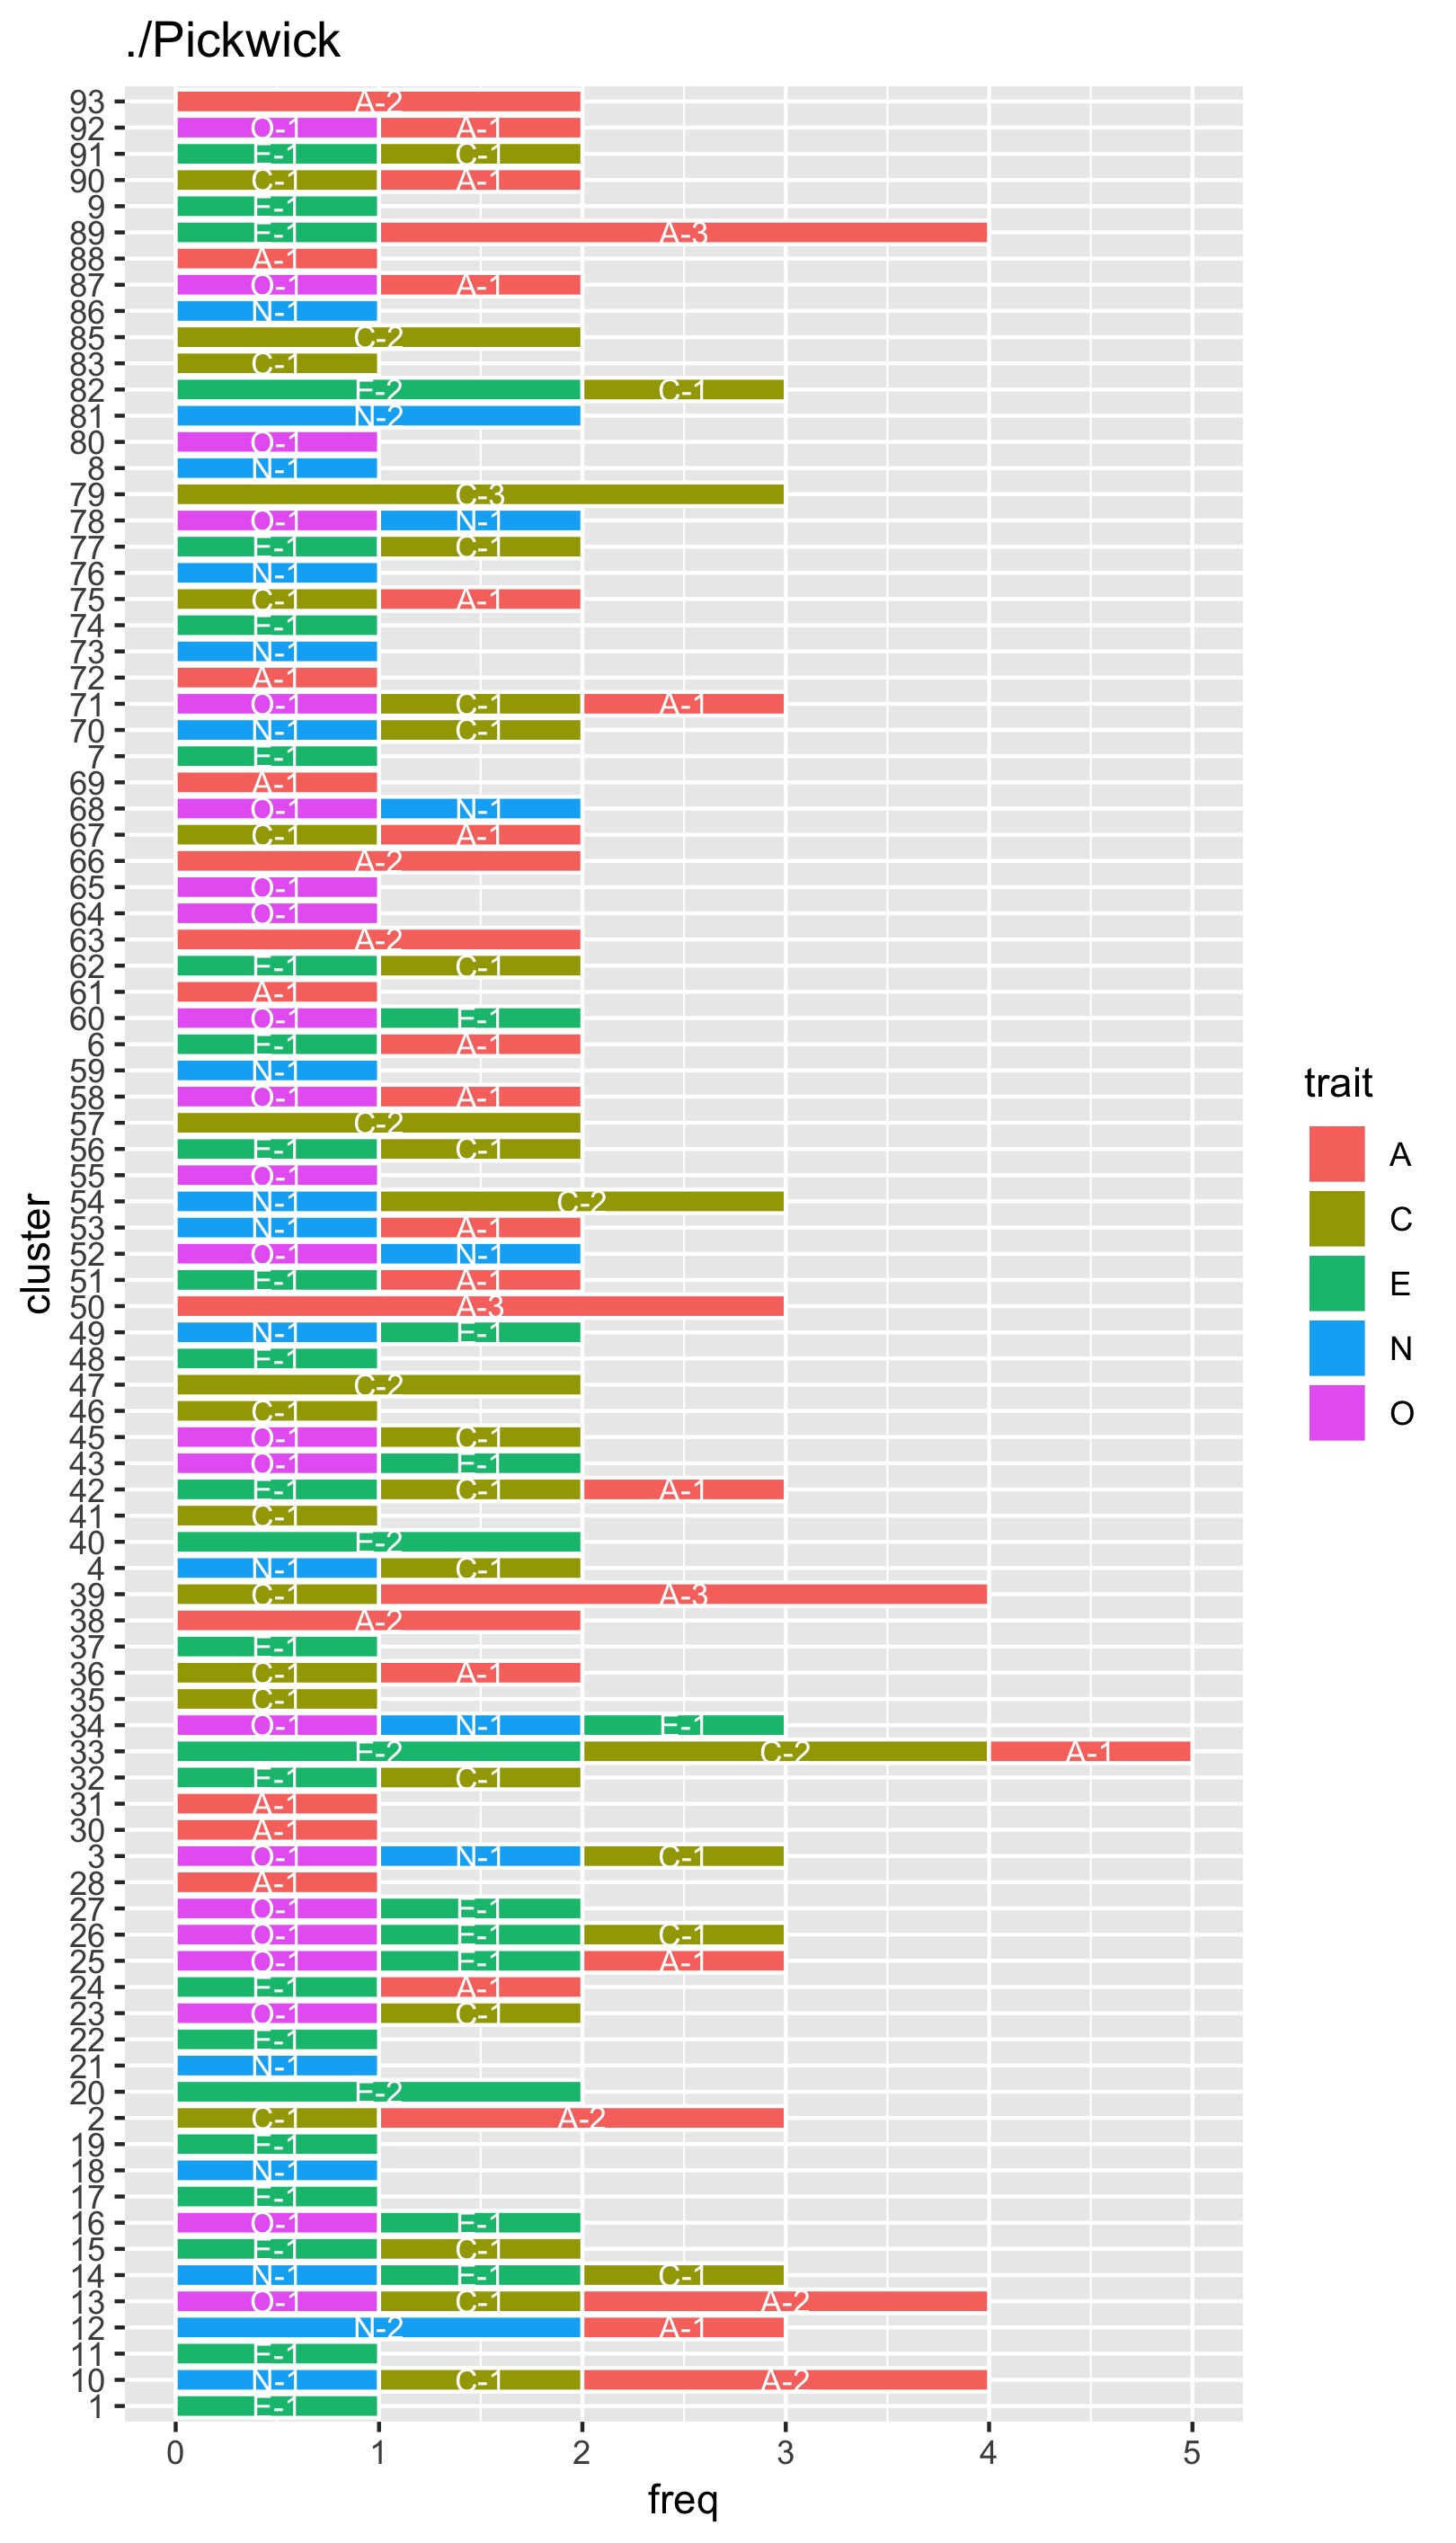 ./Pickwick
93 A-2
92 O-1 A-1
91 E-1 C-1
90 C-1 A-1
9 E-1
89 E-1 A-3
88 A-1
87 O-1 A-1
86 N-1
85 C-2
83 C-1
82 E-2 C-1
81 N-2
80 O-1
8 N-1
79 C-3
78 O-1 N-1
77 E-1 C-1
76 N-1
75 C-1 A-1
74 E-1
73 N-1
72 A-1
71 O-1 C-1 A-1
70 N-1 C-1
7 E-1
69 A-1
68 O-1 N-1
67 C-1 A-1
66 A-2
65 O-1
64 O-1
63 A-2
62 E-1 C-1
61 A-1
60 O-1 E-1
6 E-1 A-1
59 N-1
58 O-1 A-1
57 C-2
56 E-1 C-1
55 O-1
54 N-1 C-2
53 N-1 A-1
52 O-1 N-1
51 E-1 A-1
50 A-3
49 N-1 E-1
48 E-1
47 C-2
46 C-1
45 O-1 C-1
43 O-1 E-1
42 E-1 C-1 A-1
41 C-1
40 E-2
4 N-1 C-1
39 C-1 A-3
38 A-2
37 E-1
36 C-1 A-1
35 C-1
34 O-1 N-1 E-1
33 E-2 C-2 A-1
32 E-1 C-1
31 A-1
30 A-1
3 O-1 N-1 C-1
28 A-1
27 O-1 E-1
26 O-1 E-1 C-1
25 O-1 E-1 A-1
24 E-1 A-1
23 O-1 C-1
22 E-1
21 N-1
20 E-2
2 C-1 A-2
19 E-1
18 N-1
17 E-1
16 O-1 E-1
15 E-1 C-1
14 N-1 E-1 C-1
13 O-1 C-1 A-2
12 N-2 A-1
11 E-1
10 N-1 C-1 A-2
1 E-1
0 1 2 3 4 5
freq
cluster
trait
A
C
E
N
O